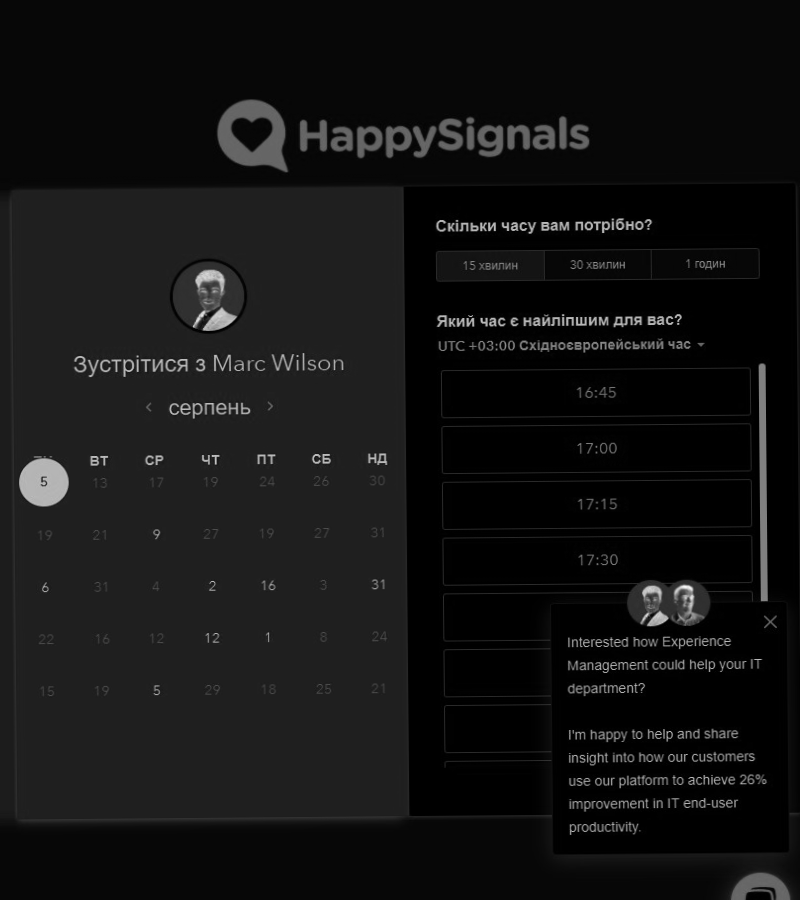 HappySignals
Зустрітися з Marc Wilson
серпень
ВТ СР ЧТ ПТ СБ НД
5 13 17 19 24 26 30
19 21 9 27 19 27 31
6 31 4 2 16 3 31
22 16 12 12 1 8 24
15 19 5 29 18 25 21
Скільки часу вам потрібно?
15 хвилин 30 хвилин 1 годин
Який час є найліпшим для вас?
UTC +03:00 Східноєвропейський час
16:45
17:00
17:15
17:30
Interested how Experience
Management could help your IT
department?
I'm happy to help and share
insight into how our customers
use our platform to achieve 26%
improvement in IT end-user
productivity.